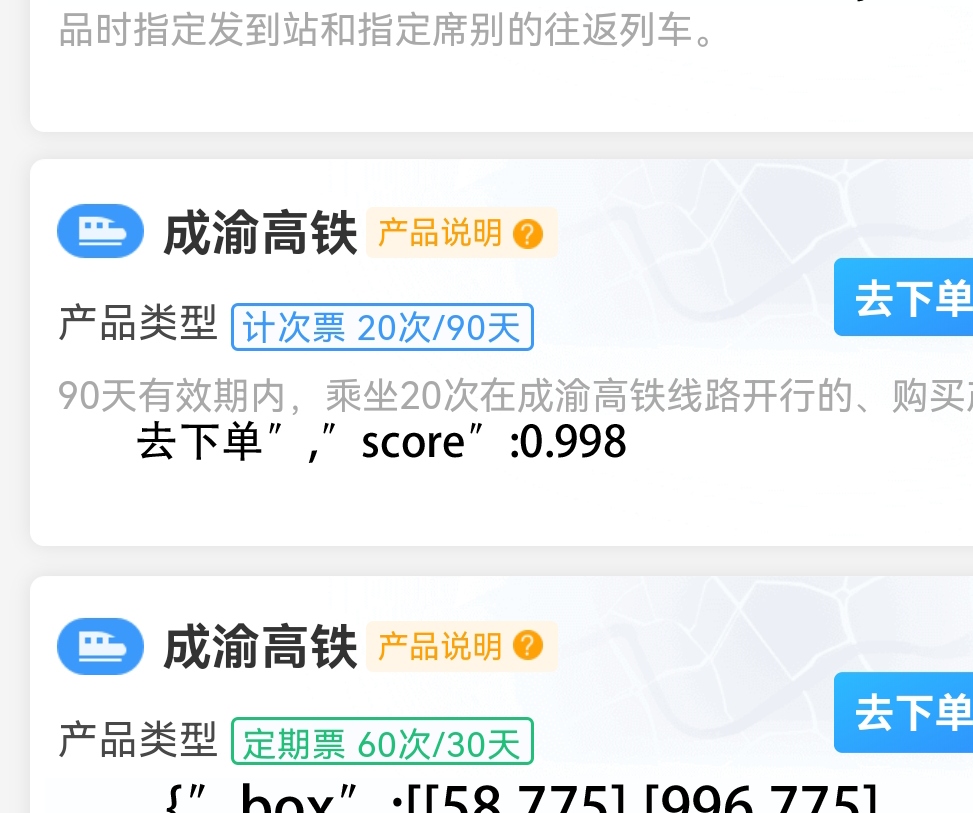 品时指定发到站和指定席别的往返列车。
成渝高铁 产品说明 ?
去下单
产品类型 计次票 20次/90天
90天有效期内，乘坐20次在成渝高铁线路开行的、购买
去下单”,”score”:0.998
成渝高铁 产品说明 ?
去下单
产品类型 定期票 60次/30天
{”box”:[[58,775],[996,775]